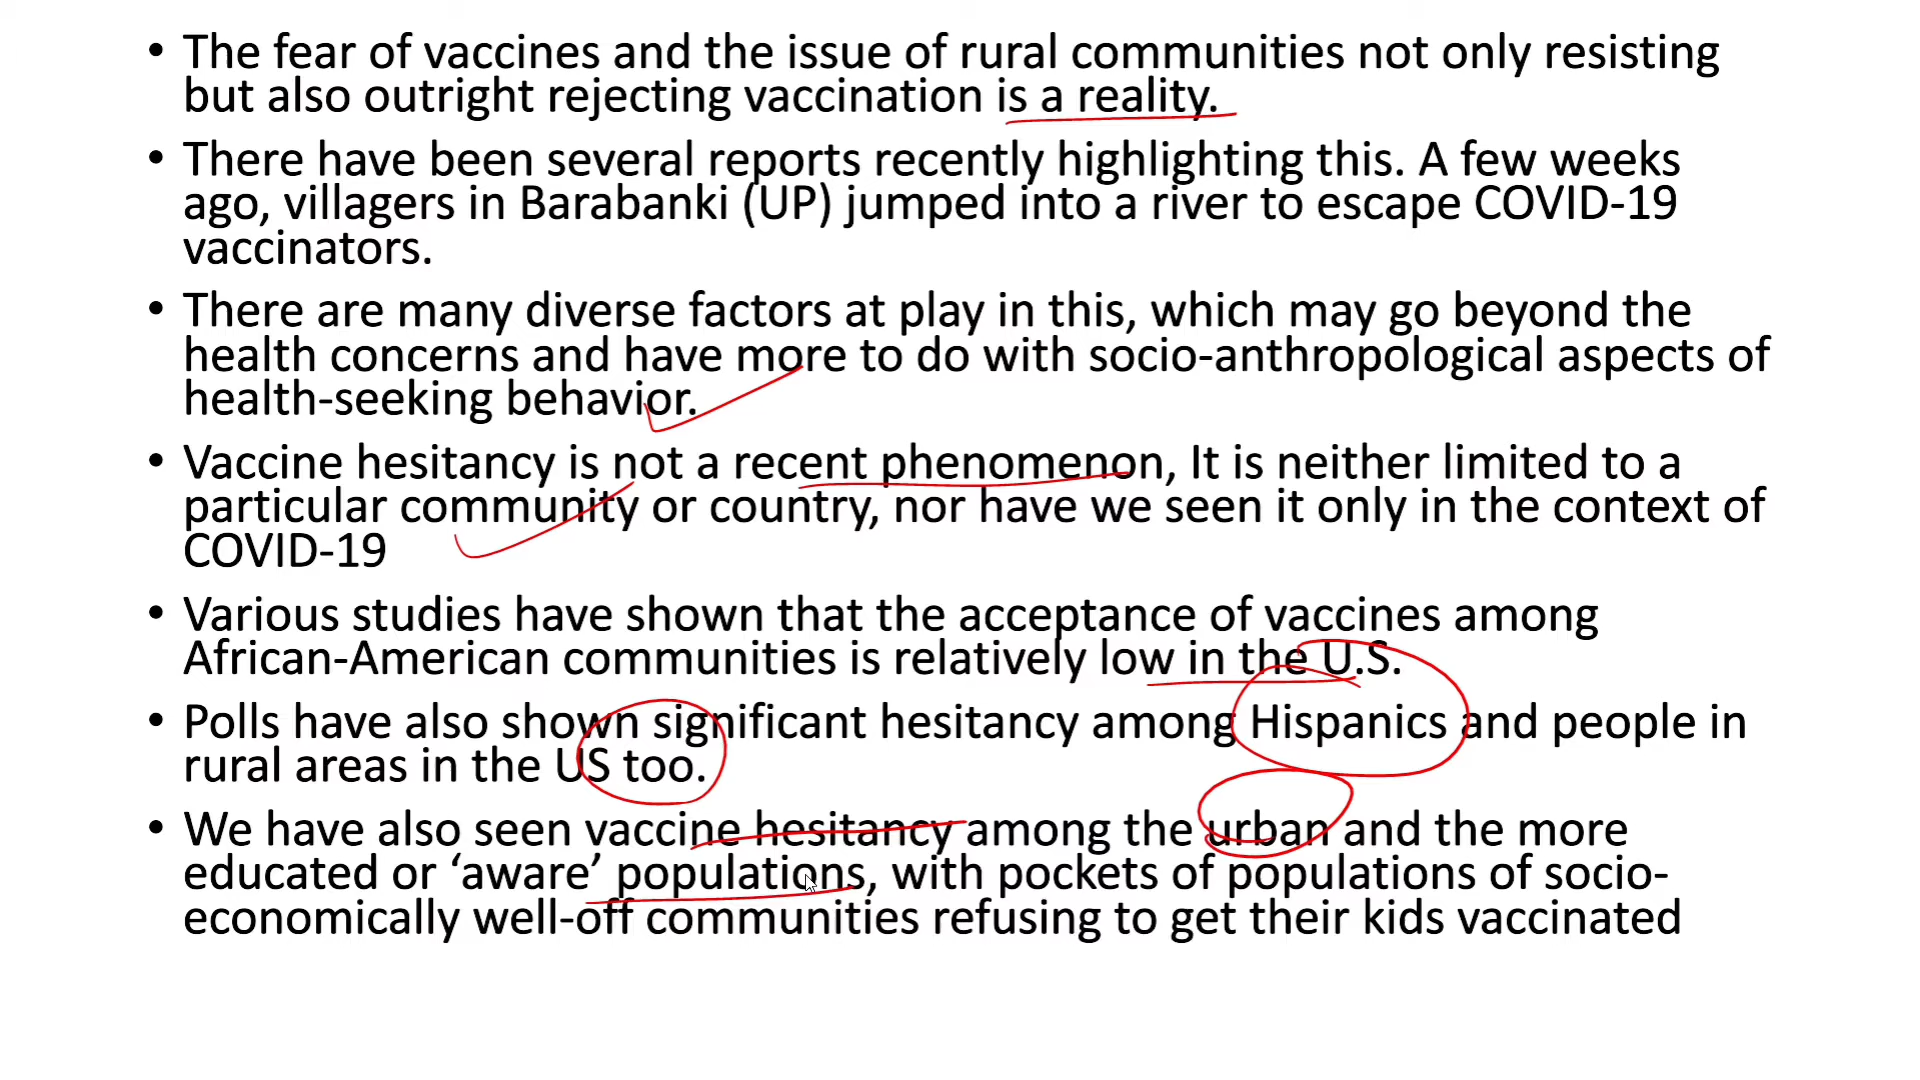 • The fear of vaccines and the issue of rural communities not only resisting
but also outright rejecting vaccination is a reality.
• There have been several reports recently highlighting this. A few weeks
ago, villagers in Barabanki (UP) jumped into a river to escape COVID-19
vaccinators.
• There are many diverse factors at play in this, which may go beyond the
health concerns and have more to do with socio-anthropological aspects of
health-seeking behavior.
• Vaccine hesitancy is not a recent phenomenon, It is neither limited to a
particular community or country, nor have we seen it only in the context of
COVID-19
• Various studies have shown that the acceptance of vaccines among
African-American communities is relatively low in the U.S.
• Polls have also shown significant hesitancy among Hispanics and people in
rural areas in the US too.
• We have also seen vaccine hesitancy among the urban and the more
educated or ‘aware’ populations, with pockets of populations of socio-
economically well-off communities refusing to get their kids vaccinated